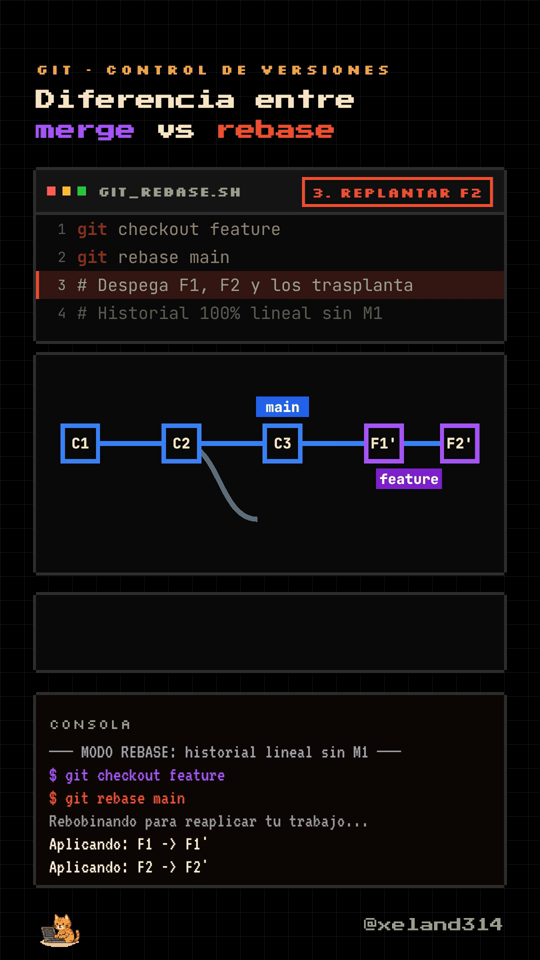 GIT - CONTROL DE VERSIONES
Diferencia entre
merge vs rebase
GIT_REBASE.SH
3. REPLANTAR F2
1 git checkout feature
2 git rebase main
3 # Despega F1, F2 y los trasplanta
4 # Historial 100% lineal sin M1
main
C1 C2 C3 F1' F2'
feature
CONSOLA
─── MODO REBASE: historial lineal sin M1 ───
$ git checkout feature
$ git rebase main
Rebobinando para reaplicar tu trabajo...
Aplicando: F1 -> F1'
Aplicando: F2 -> F2'
@xeland314